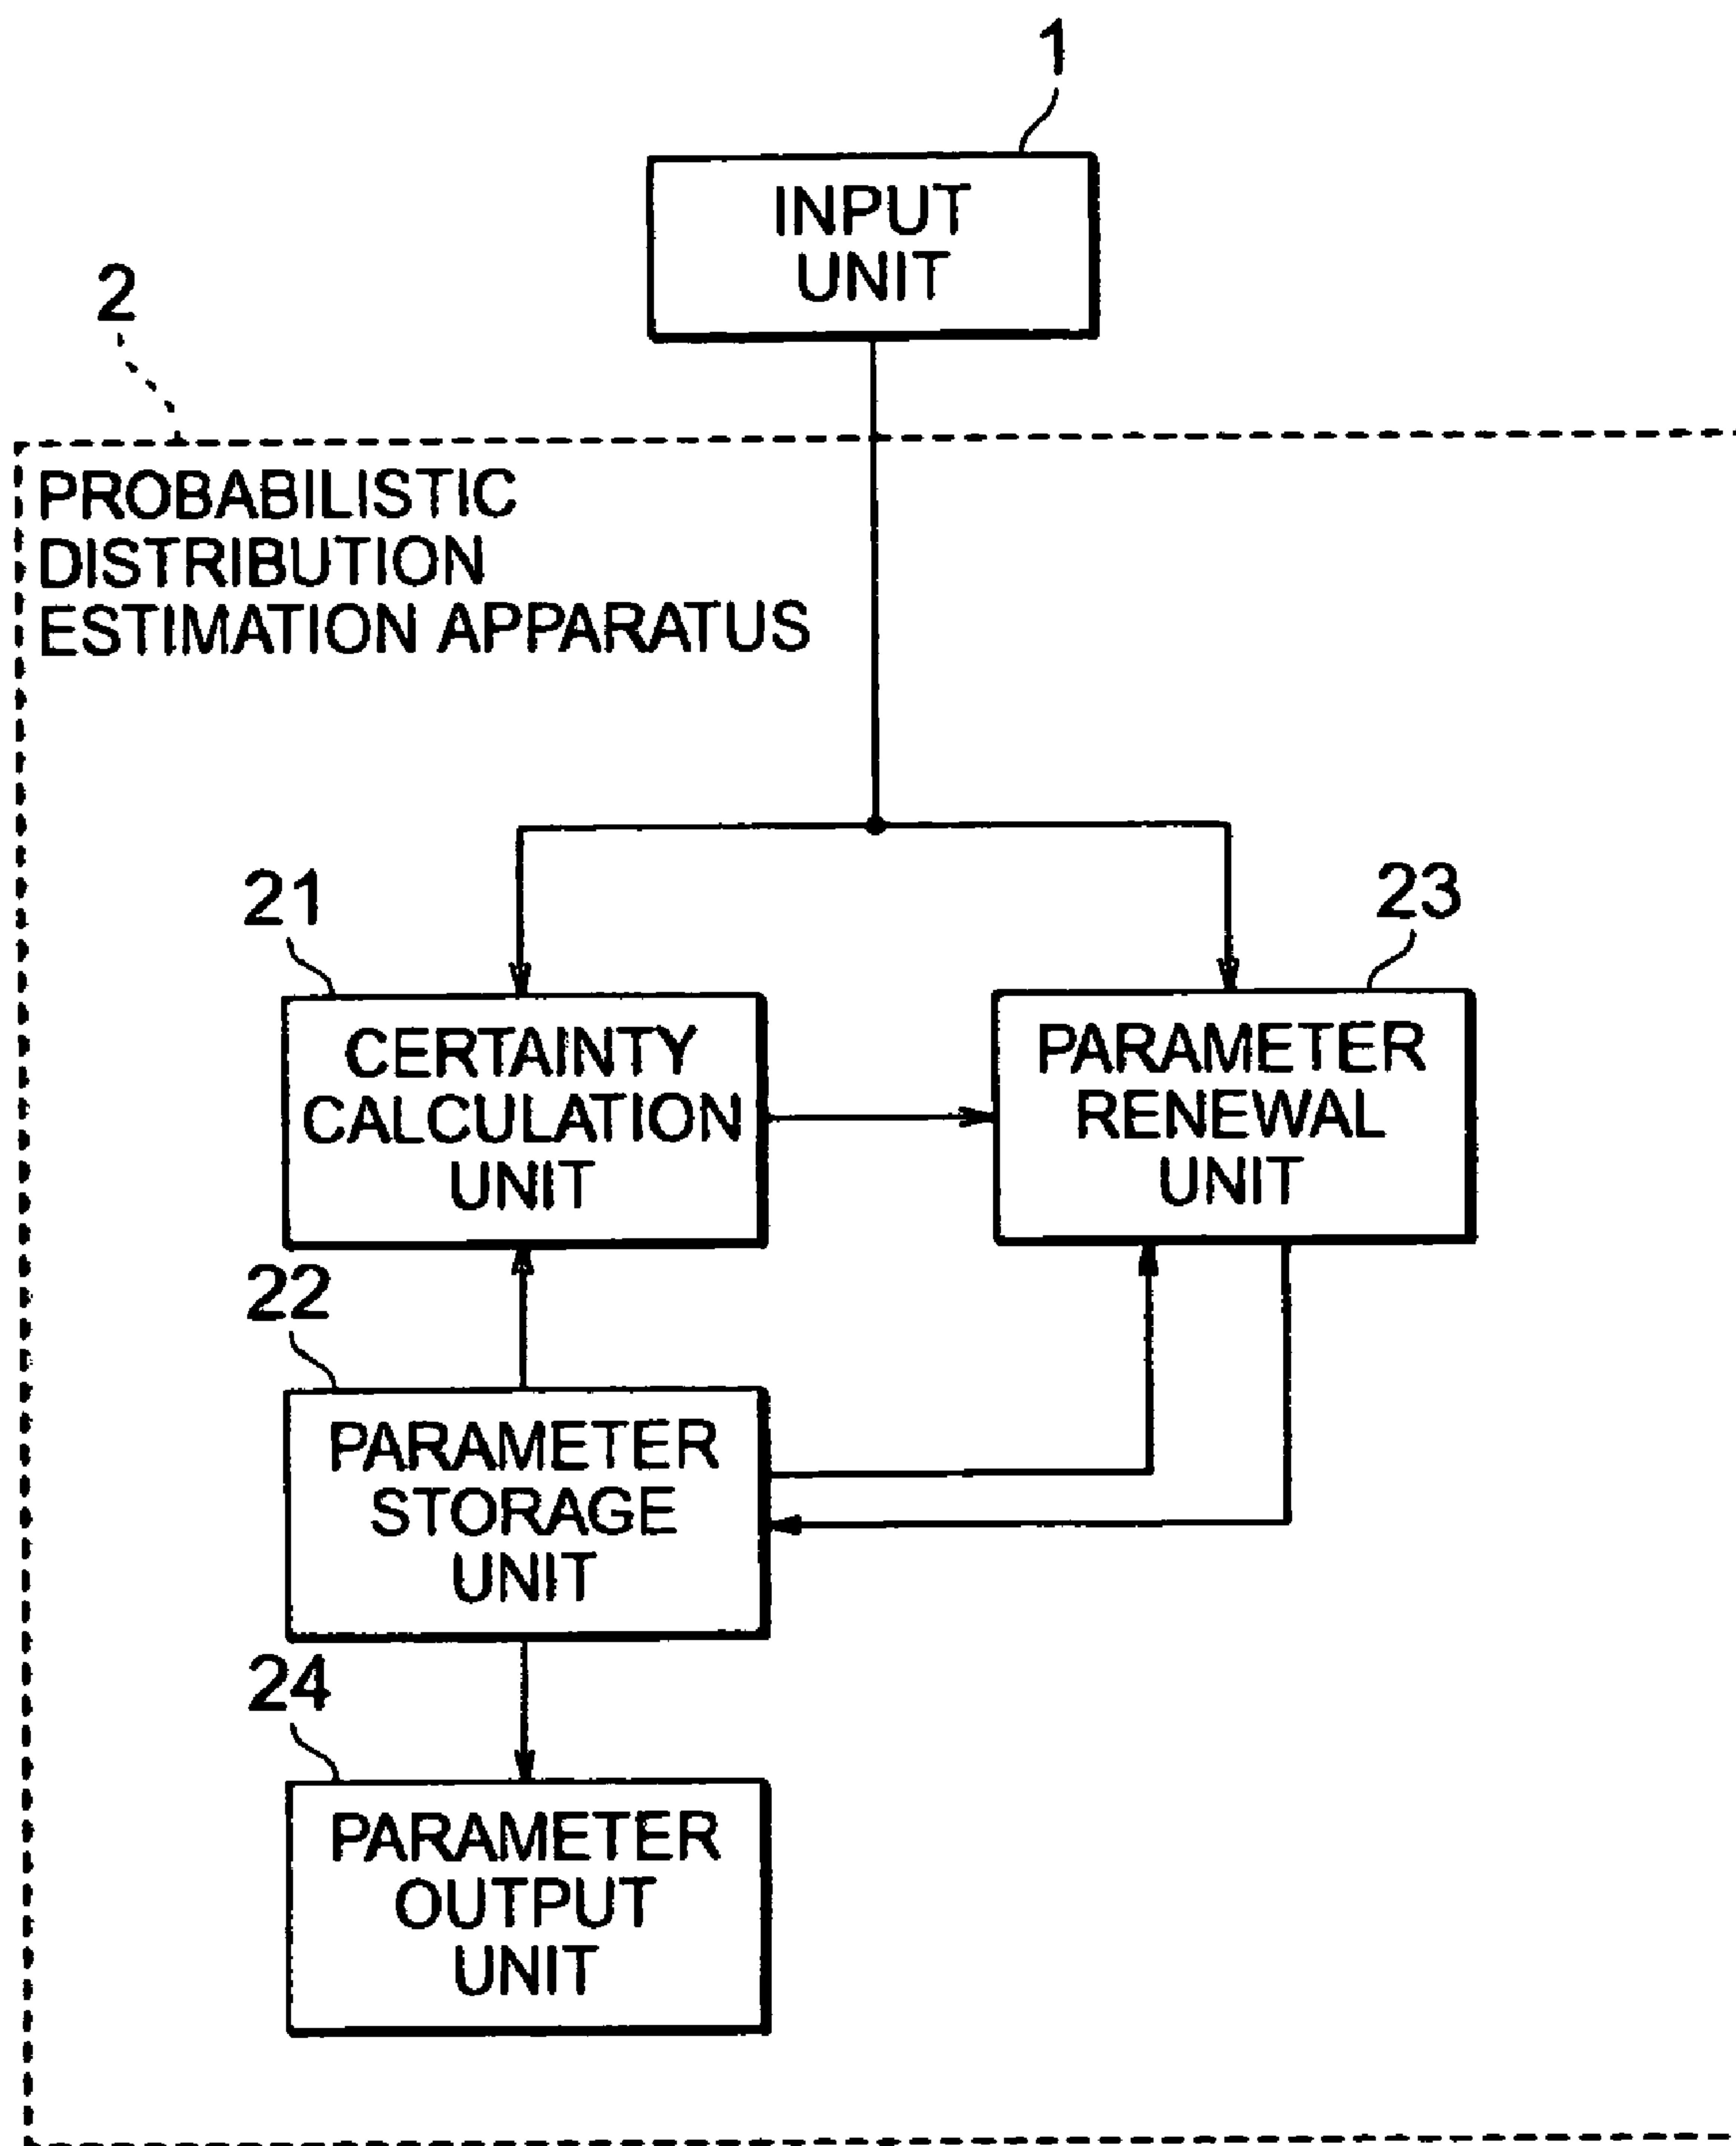 1
INPUT
UNIT
2
PROBABILISTIC
DISTRIBUTION
ESTIMATION APPARATUS
21
CERTAINTY
CALCULATION
UNIT
23
PARAMETER
RENEWAL
UNIT
22
PARAMETER
STORAGE
UNIT
24
PARAMETER
OUTPUT
UNIT